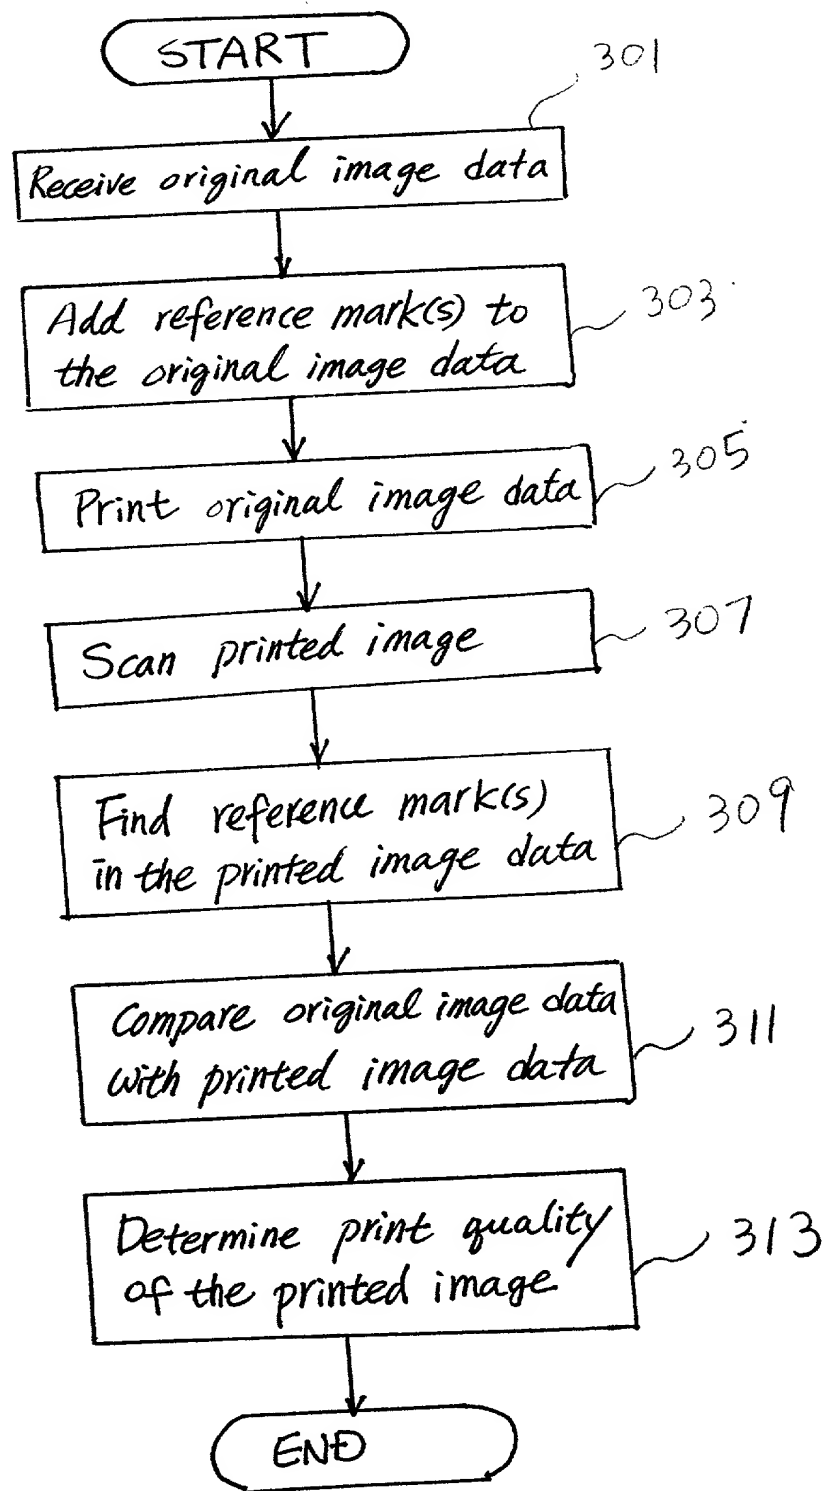 START
301
Receive original image data
Add reference mark(s) to
the original image data
303
Print original image data
305
Scan printed image
307
Find reference mark(s)
in the printed image data
309
Compare original image data
with printed image data
311
Determine print quality
of the printed image
313
END